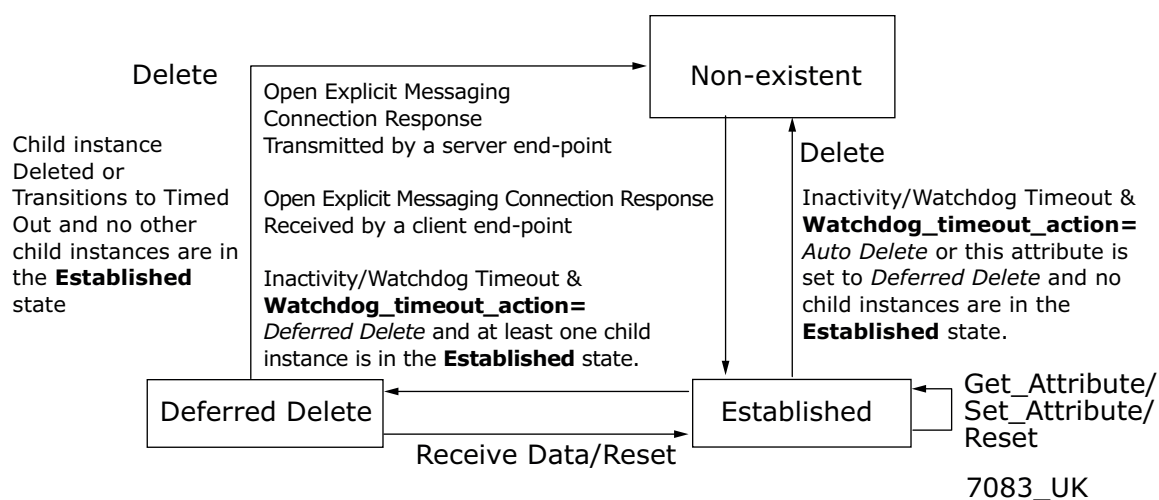 Delete
Non-existent
Child instance
Deleted or
Transitions to Timed
Out and no other
child instances are in
the Established
state
Open Explicit Messaging
Connection Response
Transmitted by a server end-point
Open Explicit Messaging Connection Response
Received by a client end-point
Inactivity/Watchdog Timeout &
Watchdog_timeout_action=
Deferred Delete and at least one child
instance is in the Established state.
Delete
Inactivity/Watchdog Timeout &
Watchdog_timeout_action=
Auto Delete or this attribute is
set to Deferred Delete and no
child instances are in the
Established state.
Deferred Delete
Receive Data/Reset
Established
Get_Attribute/
Set_Attribute/
Reset
7083_UK